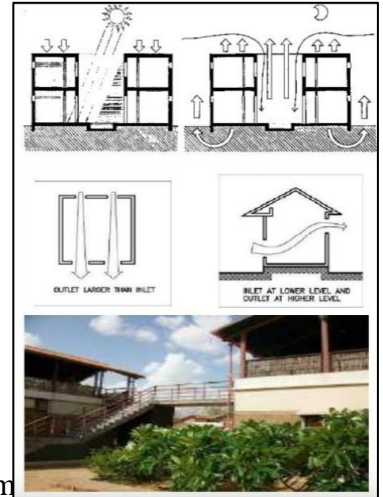 OUTLET LARGER THAN INLET
INLET AT LOWER LEVEL AND
OUTLET AT HIGHER LEVEL
m